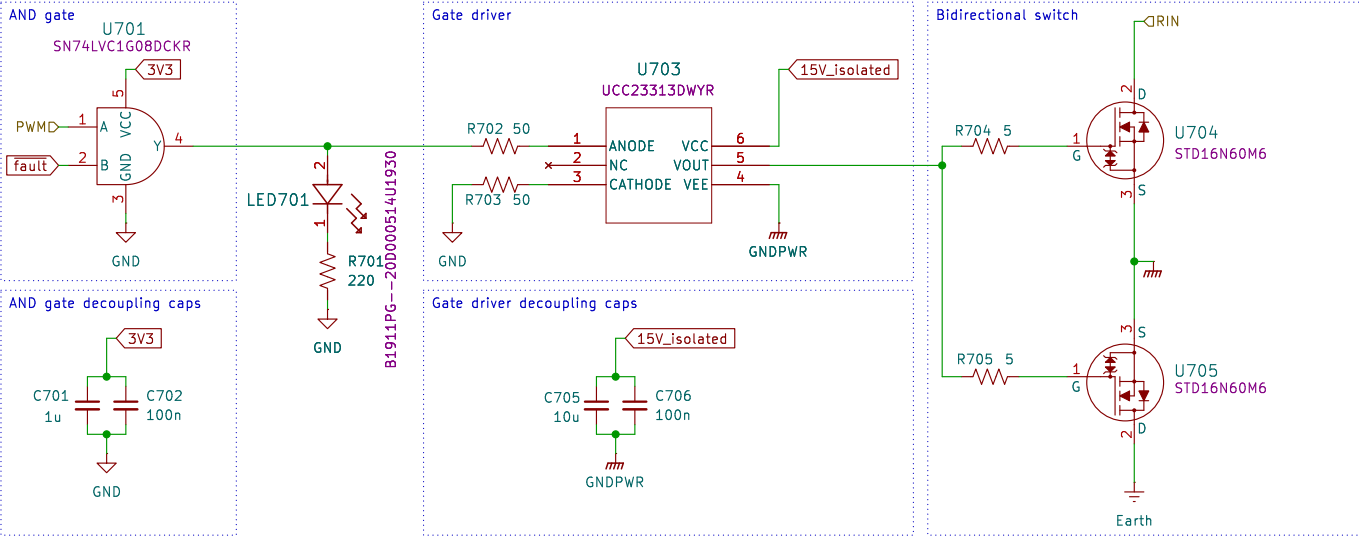 AND gate
U701
SN74LVC1G08DCKR
3V3
5
VCC
PWM
1
A
fault
2
B
Y
4
GND
3
GND
2
LED701
1
R701
220
GND
B1911PG--20D000514U1930
Gate driver
U703
UCC23313DWYR
15V_isolated
R702 50
1
ANODE
2
NC
3
CATHODE
R703 50
GND
VCC
6
VOUT
5
VEE
4
GNDPWR
Bidirectional switch
RIN
2
D
R704 5
1
G
U704
STD16N60M6
3
S
3
S
R705 5
1
G
U705
STD16N60M6
D
2
Earth
AND gate decoupling caps
3V3
C701
1u
C702
100n
GND
Gate driver decoupling caps
15V_isolated
C705
10u
C706
100n
GNDPWR